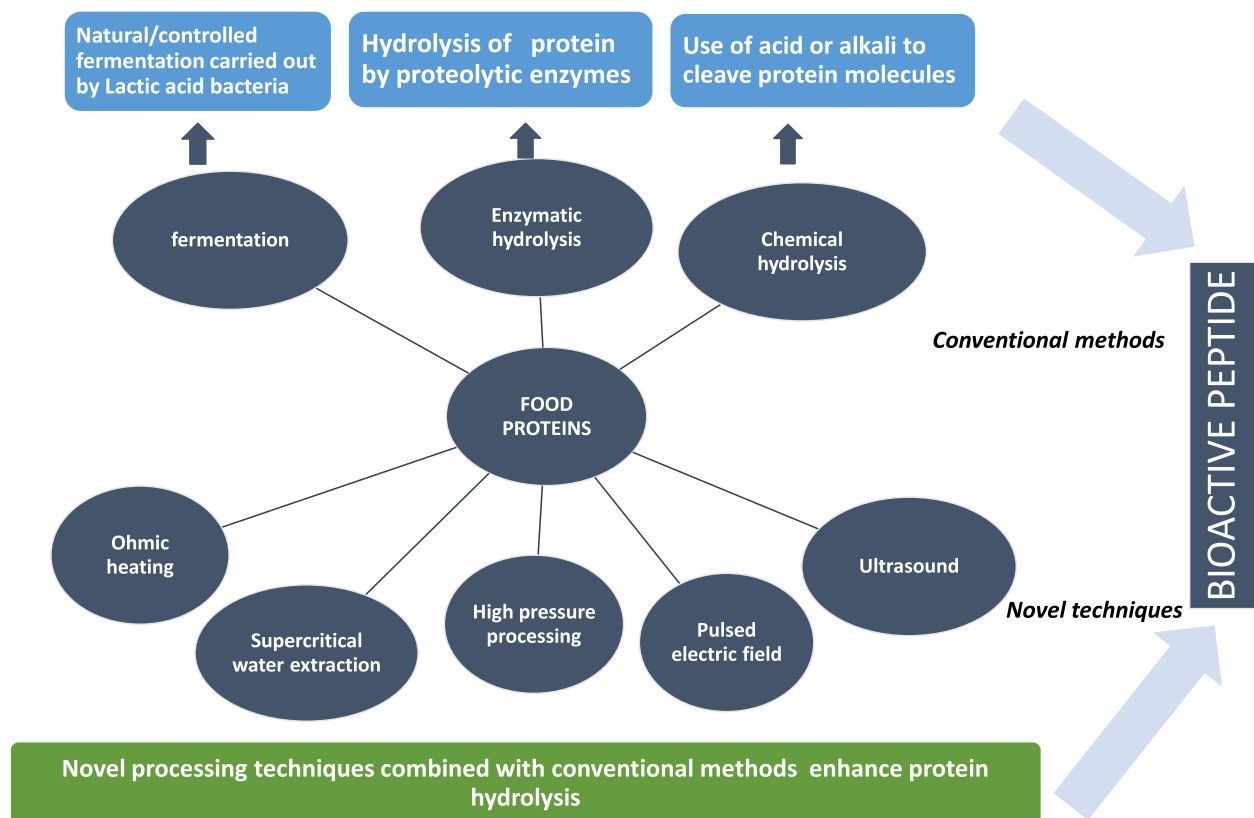 Natural/controlled
fermentation carried out
by Lactic acid bacteria
Hydrolysis of protein
by proteolytic enzymes
Use of acid or alkali to
cleave protein molecules
fermentation
Enzymatic
hydrolysis
Chemical
hydrolysis
Conventional methods
BIOACTIVE PEPTIDE
FOOD
PROTEINS
Ohmic
heating
Supercritical
water extraction
High pressure
processing
Pulsed
electric field
Ultrasound
Novel techniques
Novel processing techniques combined with conventional methods enhance protein
hydrolysis